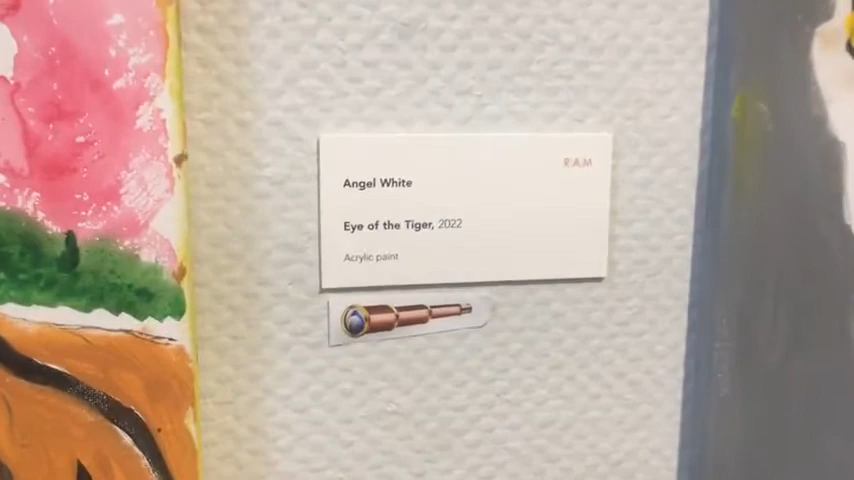 RAM
Angel White
Eye of the Tiger, 2022
Acrylic paint